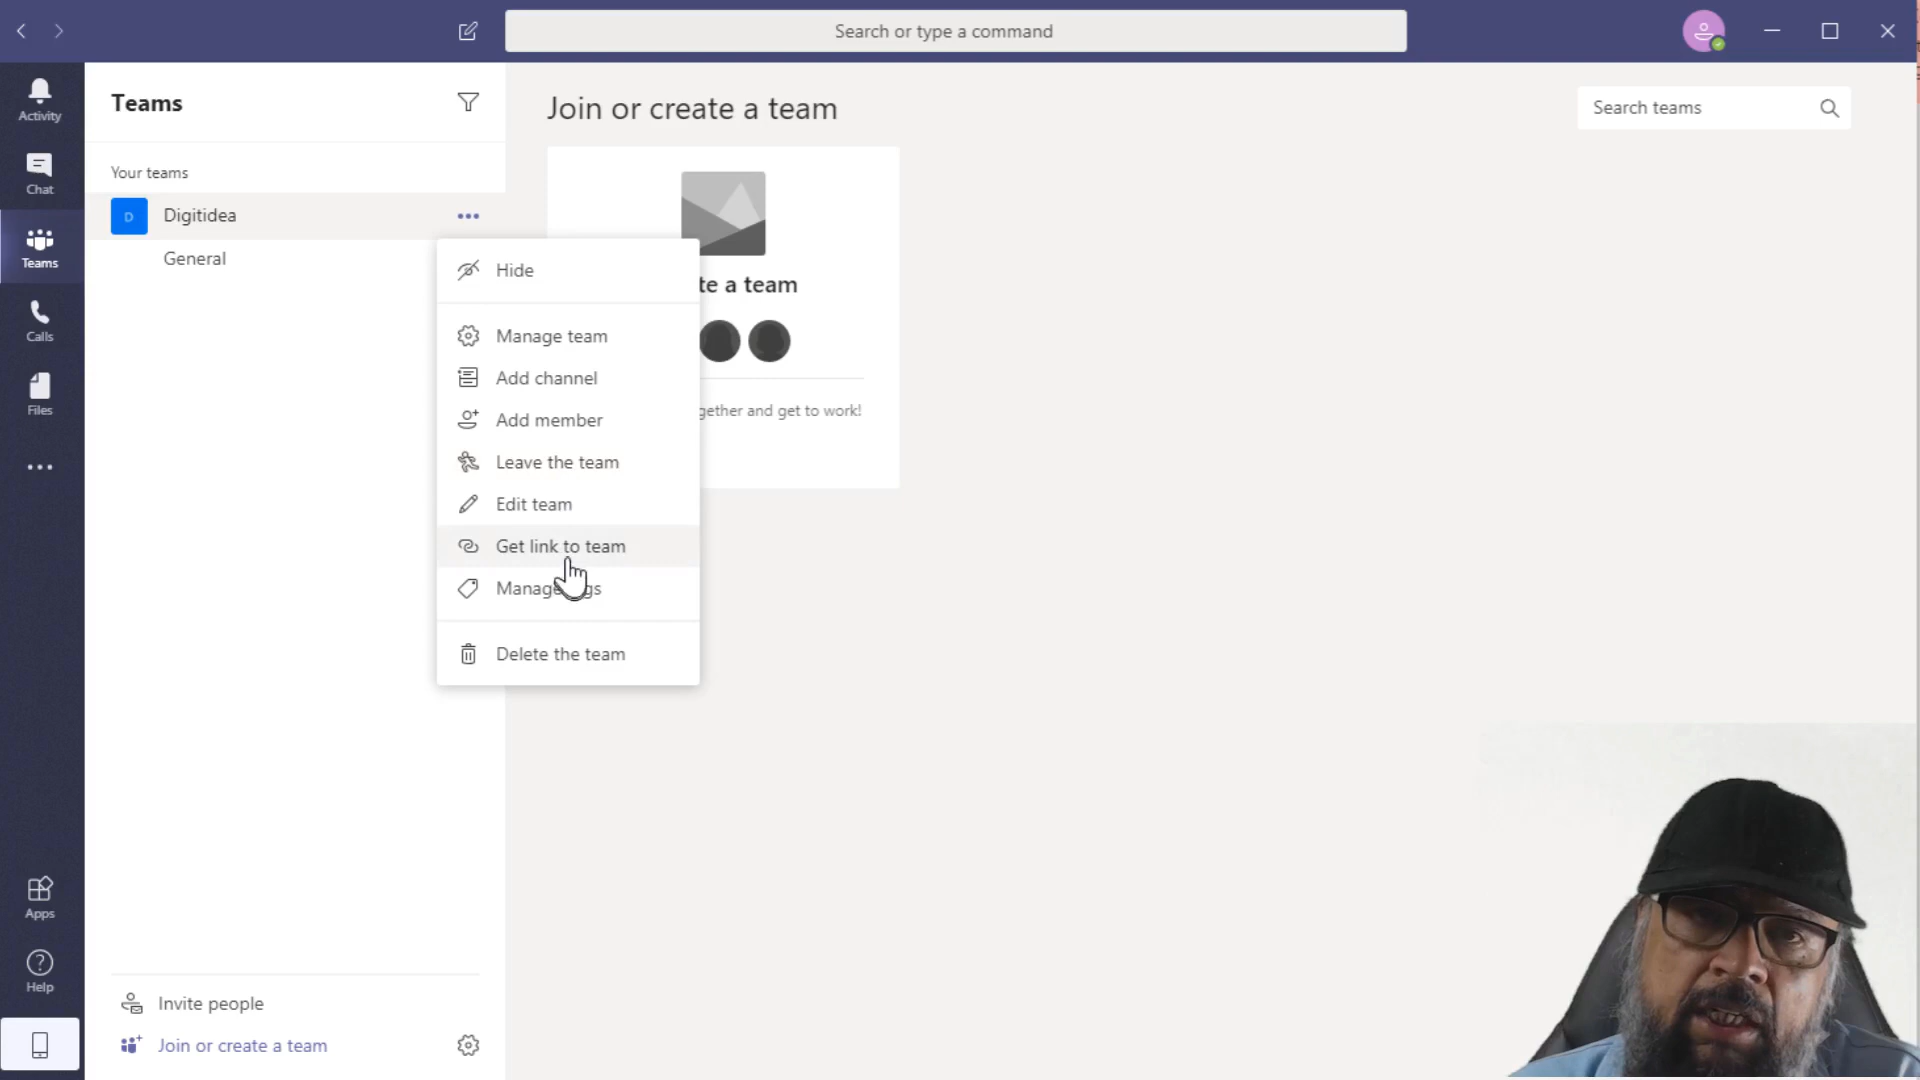 Search or type a command
Activity
Chat
Teams
Calls
Files
Apps
Help
Teams
Your teams
D
Digitidea
General
Invite people
Join or create a team
Hide
Manage team
Add channel
Add member
Leave the team
Edit team
Get link to team
Manage
Delete the team
Join or create a team
Search teams
te a team
gether and get to work!